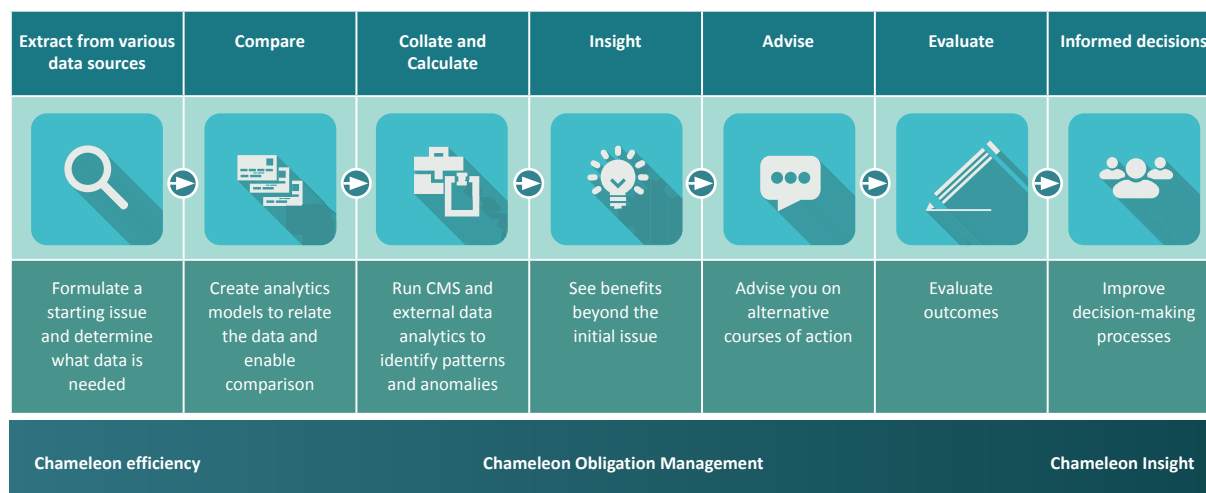 Extract from various
data sources
Compare
Collate and
Calculate
Insight
Advise
Evaluate
Informed decisions
Formulate a
starting issue
and determine
what data is
needed
Create analytics
models to relate
the data and
enable
comparison
Run CMS and
external data
analytics to
identify patterns
and anomalies
See benefits
beyond the
initial issue
Advise you on
alternative
courses of action
Evaluate
outcomes
Improve
decision-making
processes
Chameleon efficiency
Chameleon Obligation Management
Chameleon Insight